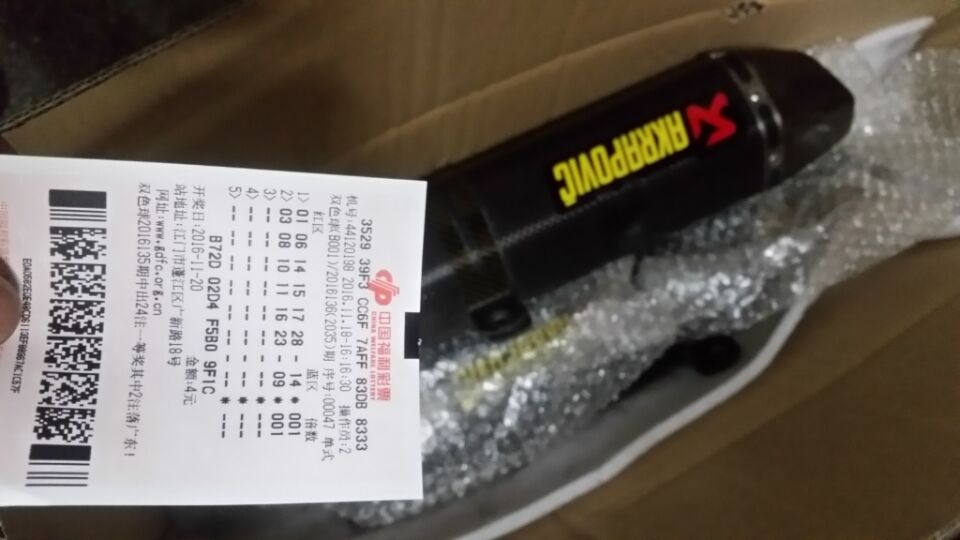 中国福利彩票
CHINA WELFARE LOTTERY
3529 39F3 CC6F 7AFF 83DB 8333
机号:44120198 2016.11.18-16:16:30 操作员:2
双色球(B001)/2016136(2035)期 序号:00047 单式
红区 蓝区 倍数
1> 01 06 14 15 17 28 - 14 * 001
2> 03 08 10 11 16 23 - 09 * 001
3> -- -- -- -- -- -- - -- * ---
4> -- -- -- -- -- -- - -- * ---
5> -- -- -- -- -- -- - -- * ---
B72D 02D4 F5B0 9F1C
开奖日:2016-11-20 金额:4元
站地址:江门市蓬江区广新路18号
网址:www.gdfc.org.cn
双色球2016135期中出24注一等奖其中2注落广东!
AKRAPOVIC